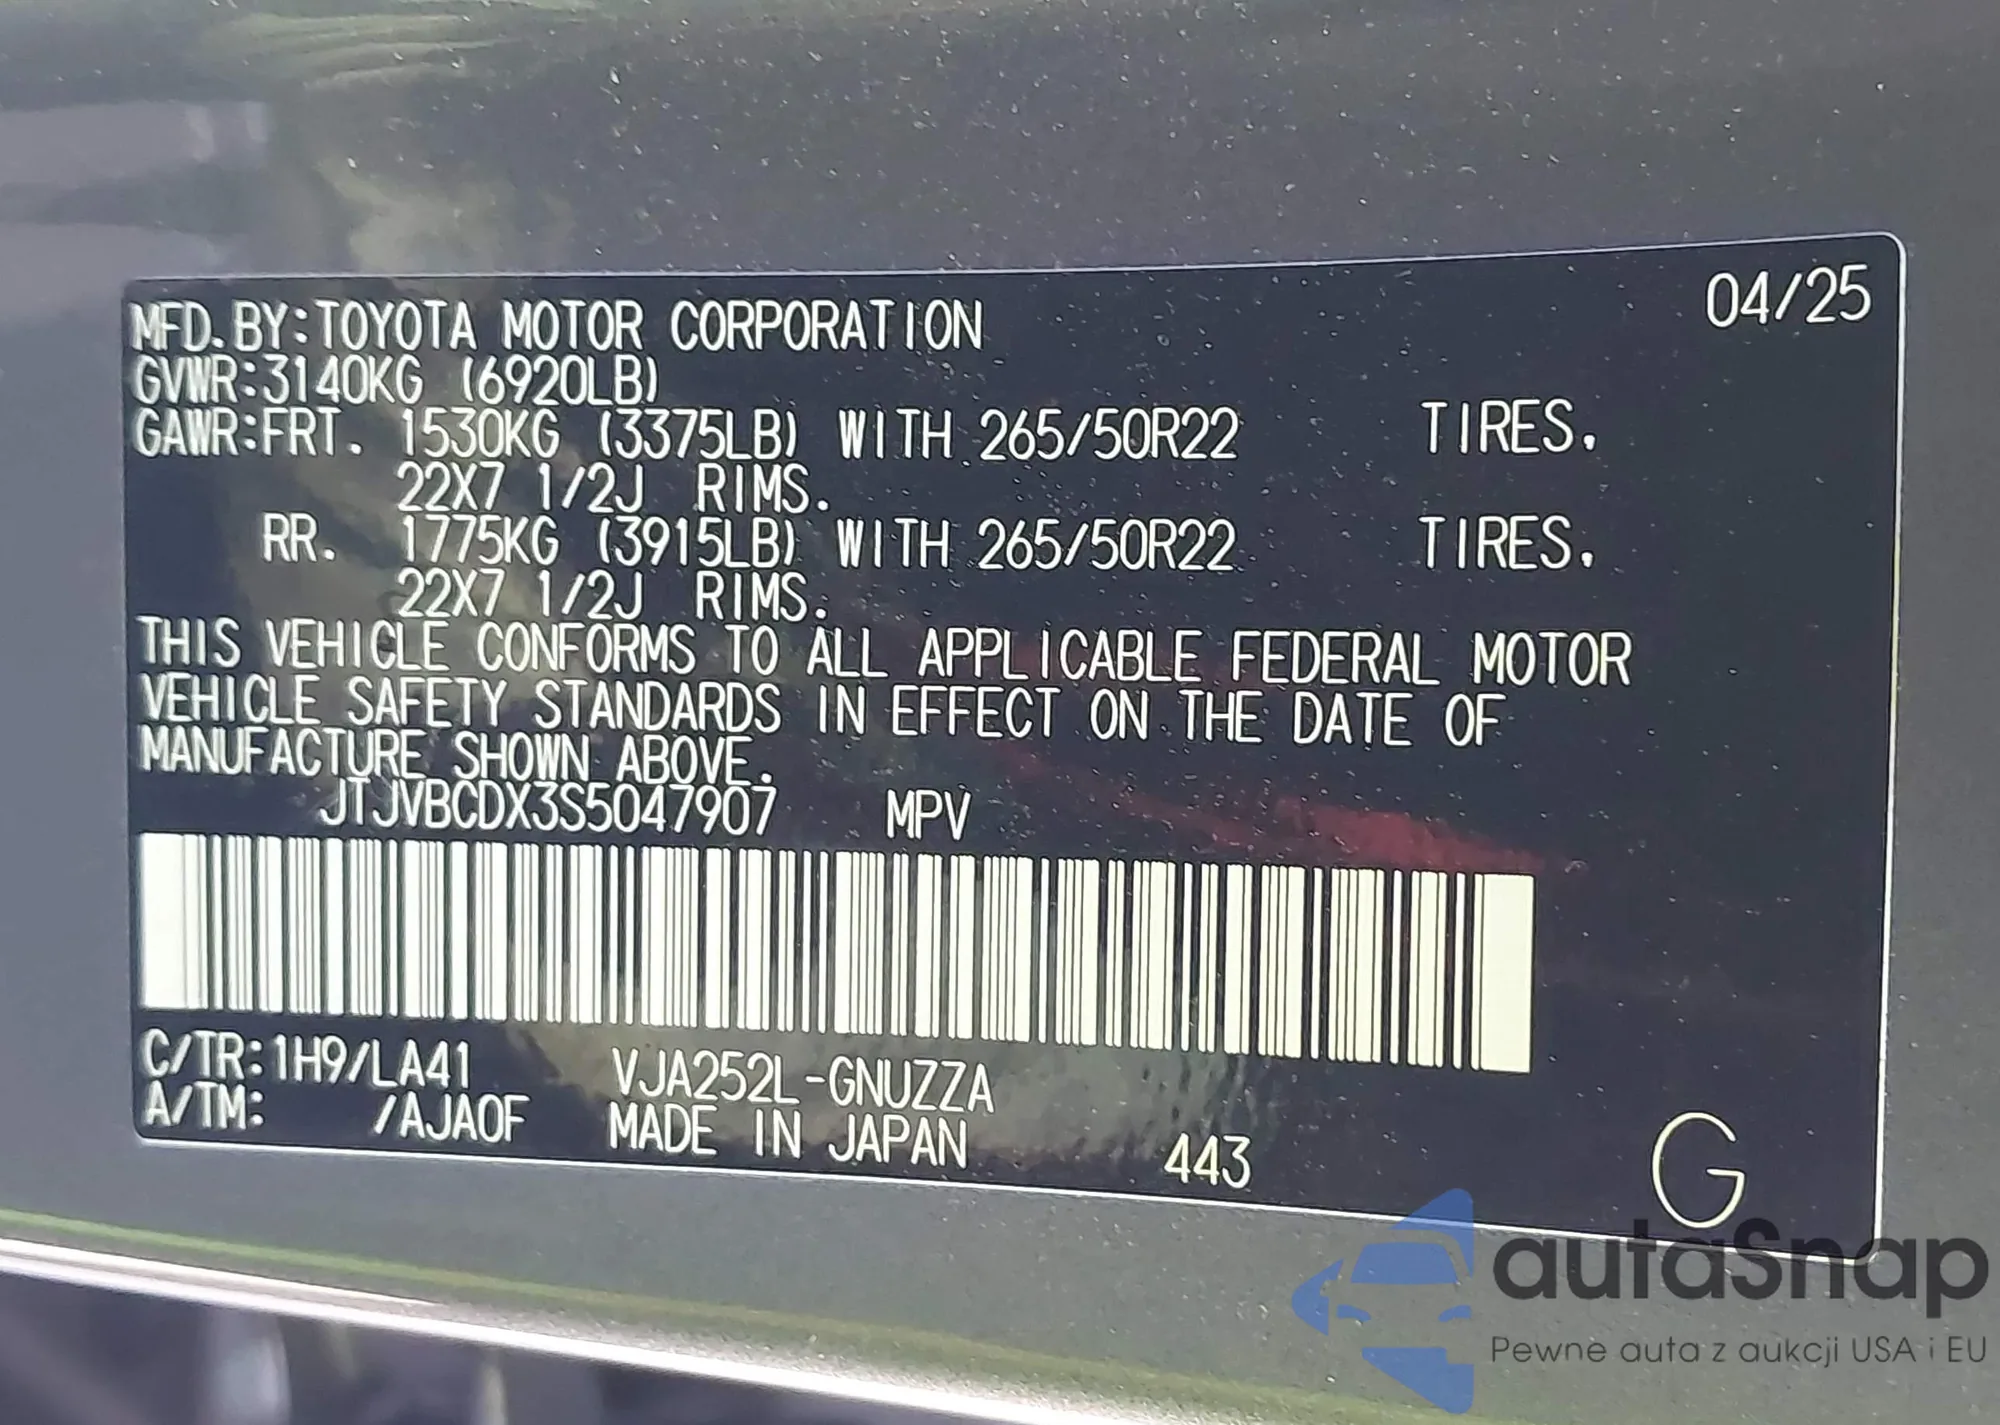 04/25
MFD.BY:TOYOTA MOTOR CORPORATION
GVWR:3140KG (6920LB)
GAWR:FRT. 1530KG (3375LB) WITH 265/50R22 TIRES.
22X7 1/2J RIMS.
RR. 1775KG (3915LB) WITH 265/50R22 TIRES.
22X7 1/2J RIMS.
THIS VEHICLE CONFORMS TO ALL APPLICABLE FEDERAL MOTOR
VEHICLE SAFETY STANDARDS IN EFFECT ON THE DATE OF
MANUFACTURE SHOWN ABOVE.
JTJVBCDX3S5047907 MPV
C/TR:1H9/LA41 VJA252L-GNUZZA
A/TM: /AJA0F MADE IN JAPAN 443 G
autaSnap
Pewne auta z aukcji USA i EU